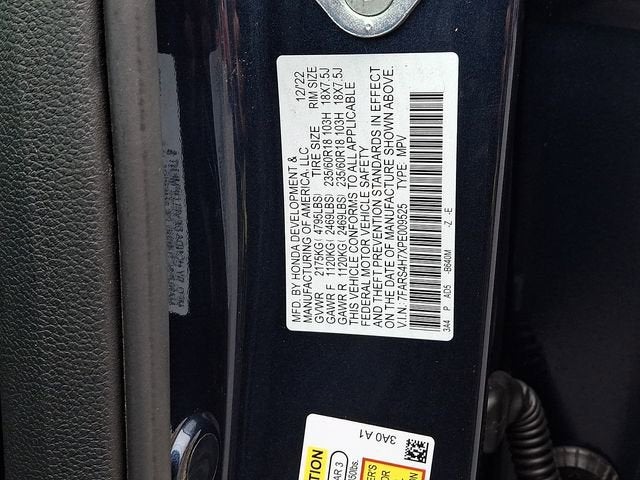 MFD. BY HONDA DEVELOPMENT & 12/'22
MANUFACTURING OF AMERICA, LLC
TIRE SIZE RIM SIZE
GVWR 2175KG( 4795LBS)
GAWR F 1120KG( 2469LBS) 235/60R18 103H 18X7.5J
GAWR R 1120KG( 2469LBS) 235/60R18 103H 18X7.5J
THIS VEHICLE CONFORMS TO ALL APPLICABLE
FEDERAL MOTOR VEHICLE SAFETY
AND THEFT PREVENTION STANDARDS IN EFFECT
ON THE DATE OF MANUFACTURE SHOWN ABOVE.
V.I.N. 7FARS4H7XPE009525 TYPE: MPV
3A4 P AD5 -B640M -Z -E
3A0 A1